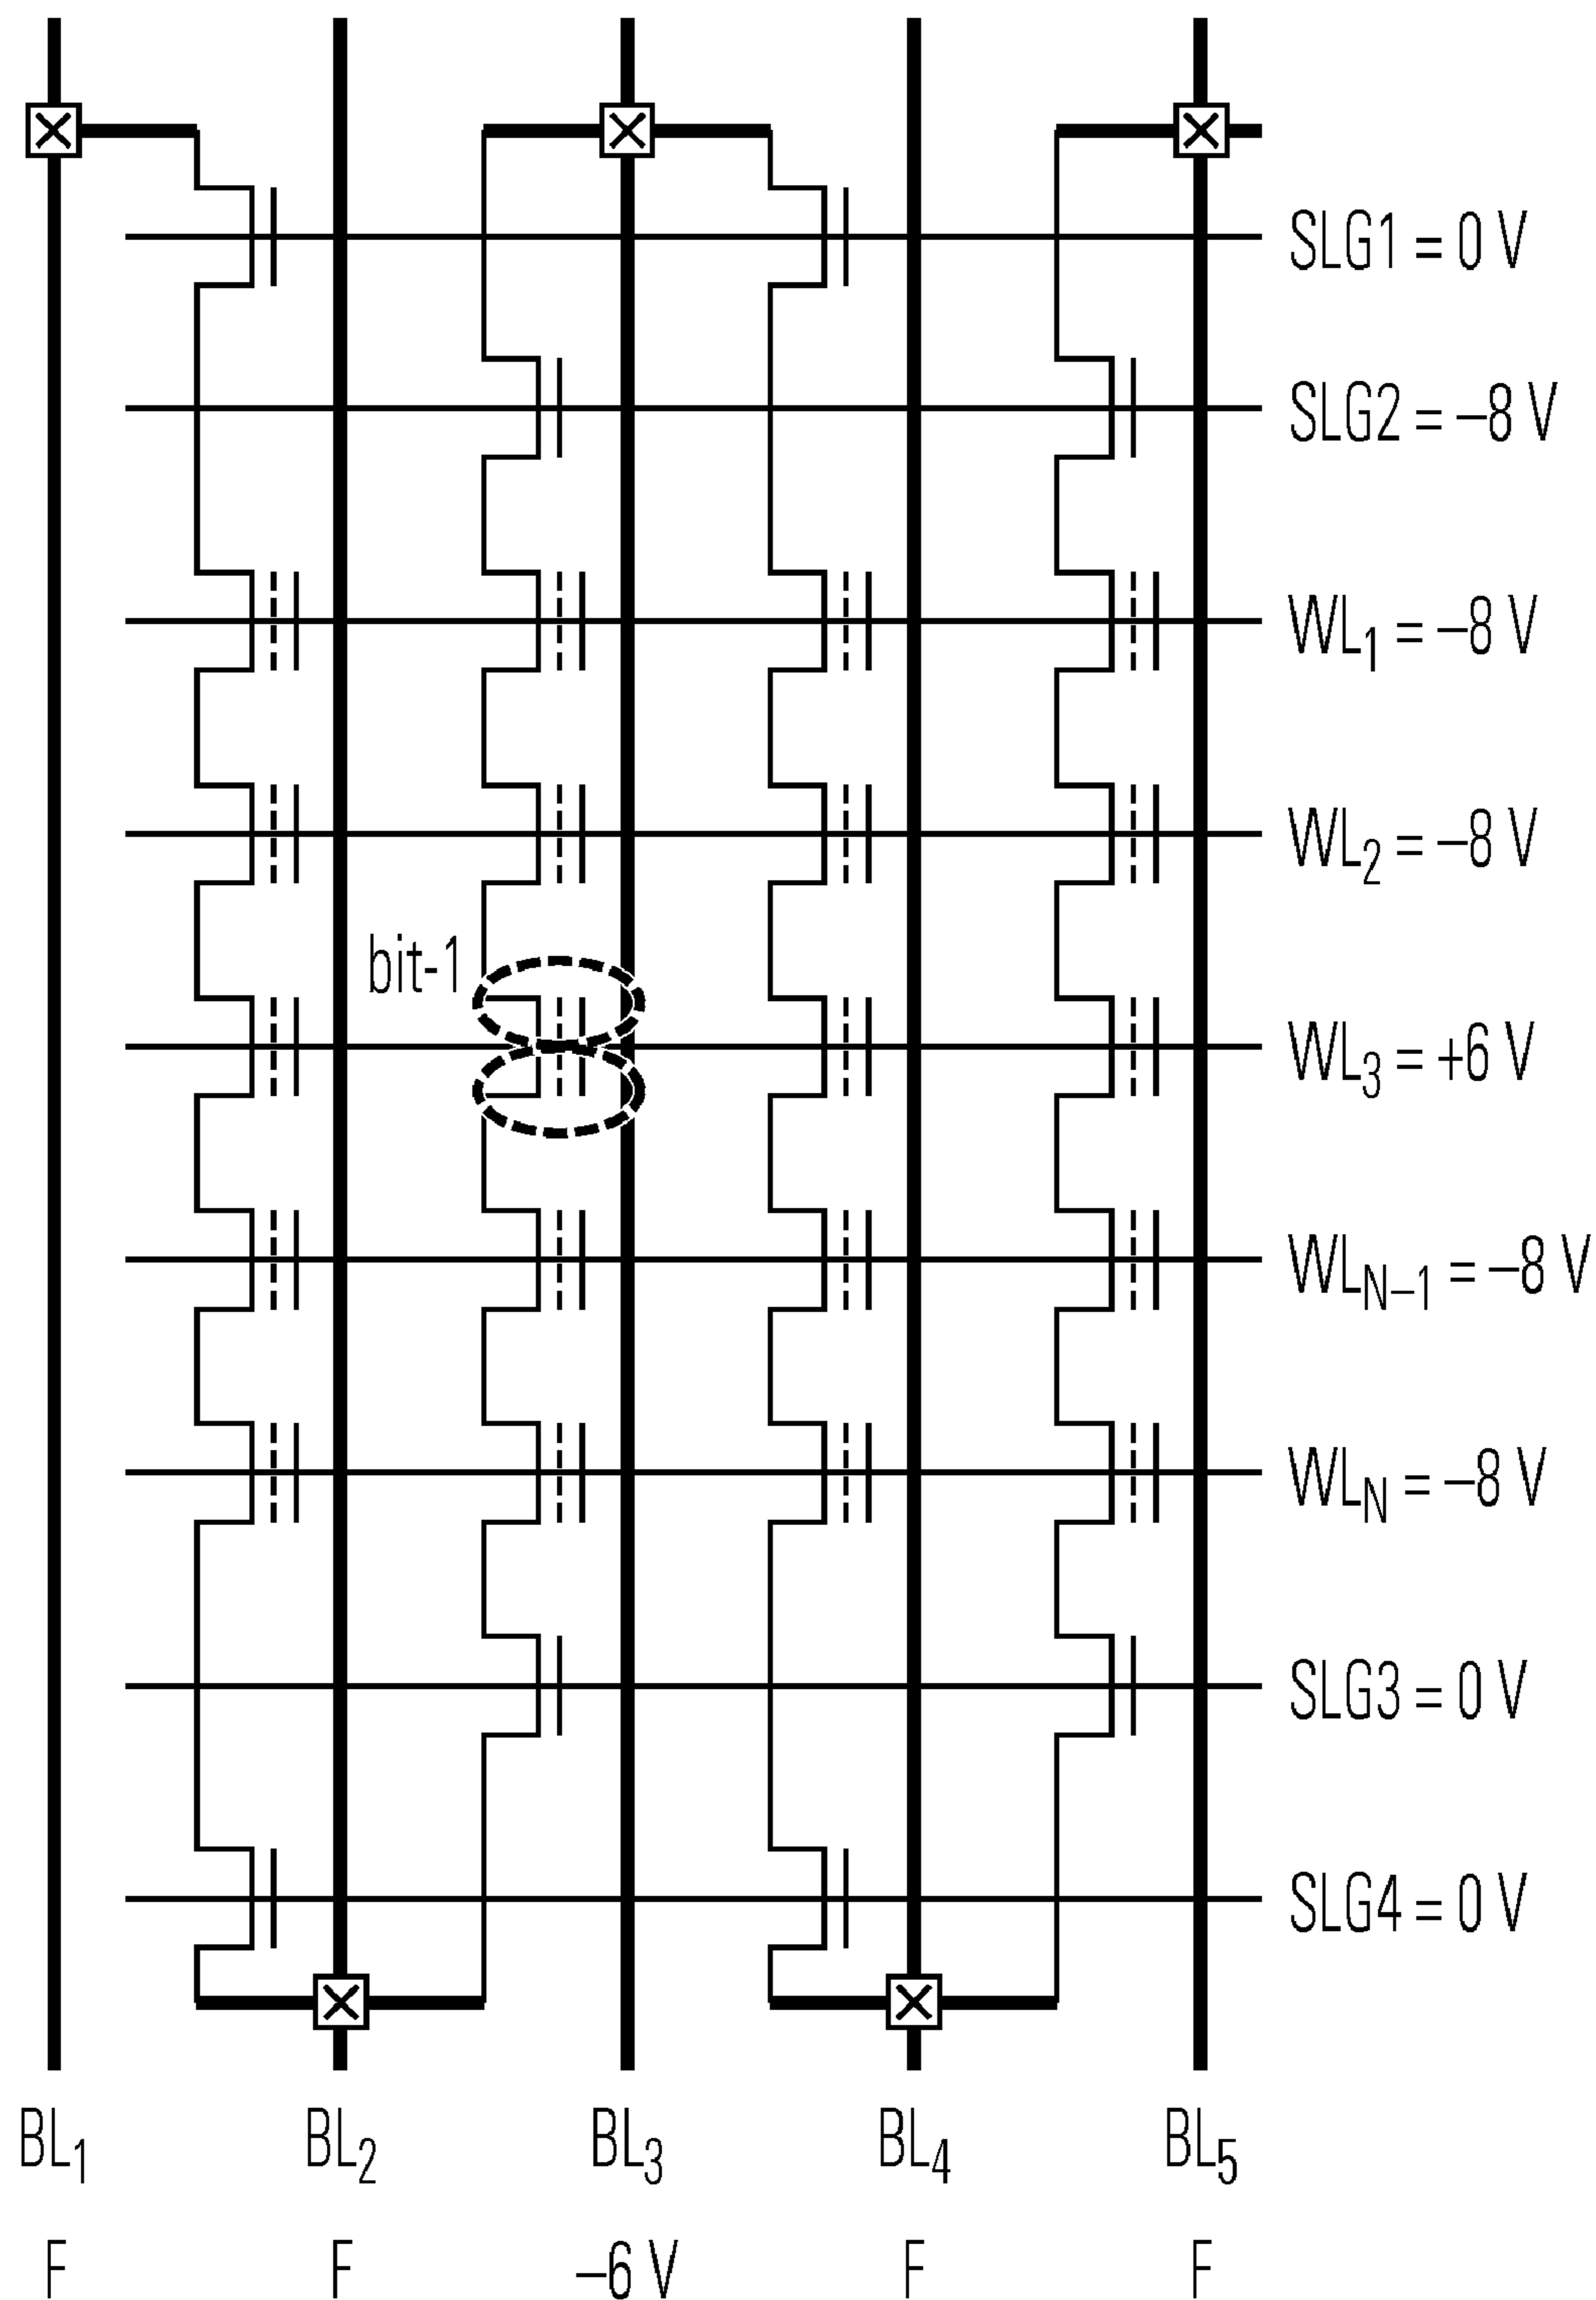 SLG1 = 0 V
SLG2 = –8 V
WL1 = –8 V
WL2 = –8 V
bit-1
WL3 = +6 V
WLN–1 = –8 V
WLN = –8 V
SLG3 = 0 V
SLG4 = 0 V
BL1 BL2 BL3 BL4 BL5
F F –6 V F F